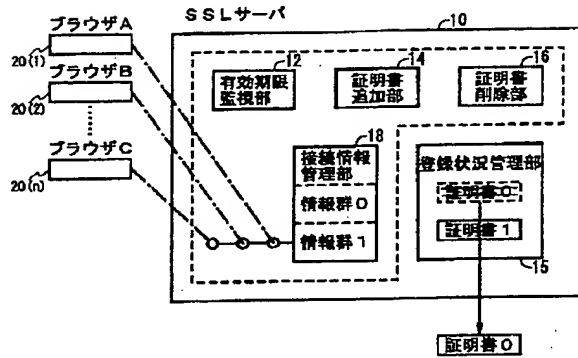 SSLサーバ
10
ブラウザA
20(1)
ブラウザB
20(2)
ブラウザC
20(n)
12
有効期限
監視部
14
証明書
追加部
16
証明書
削除部
18
接続情報
管理部
情報群0
情報群1
登録状況管理部
証明書0
証明書1
15
証明書0